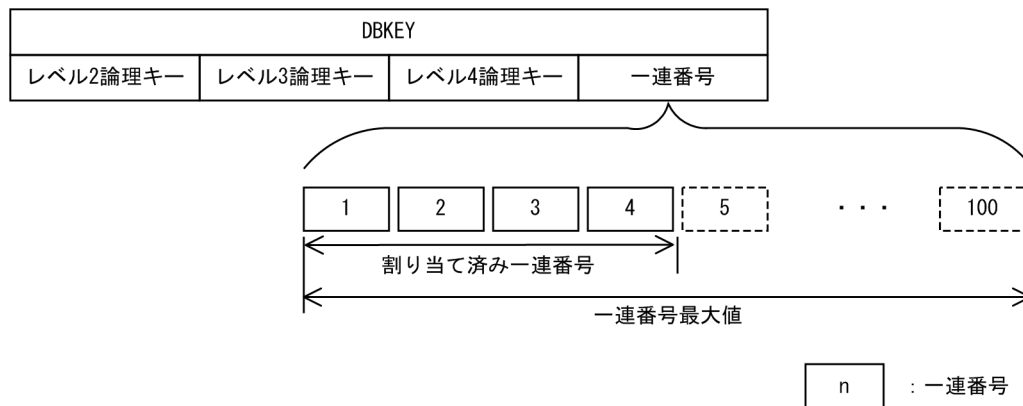 DBKEY
レベル2論理キー レベル3論理キー レベル4論理キー 一連番号
1 2 3 4 5 ・・・ 100
割り当て済み一連番号
一連番号最大値
n :一連番号